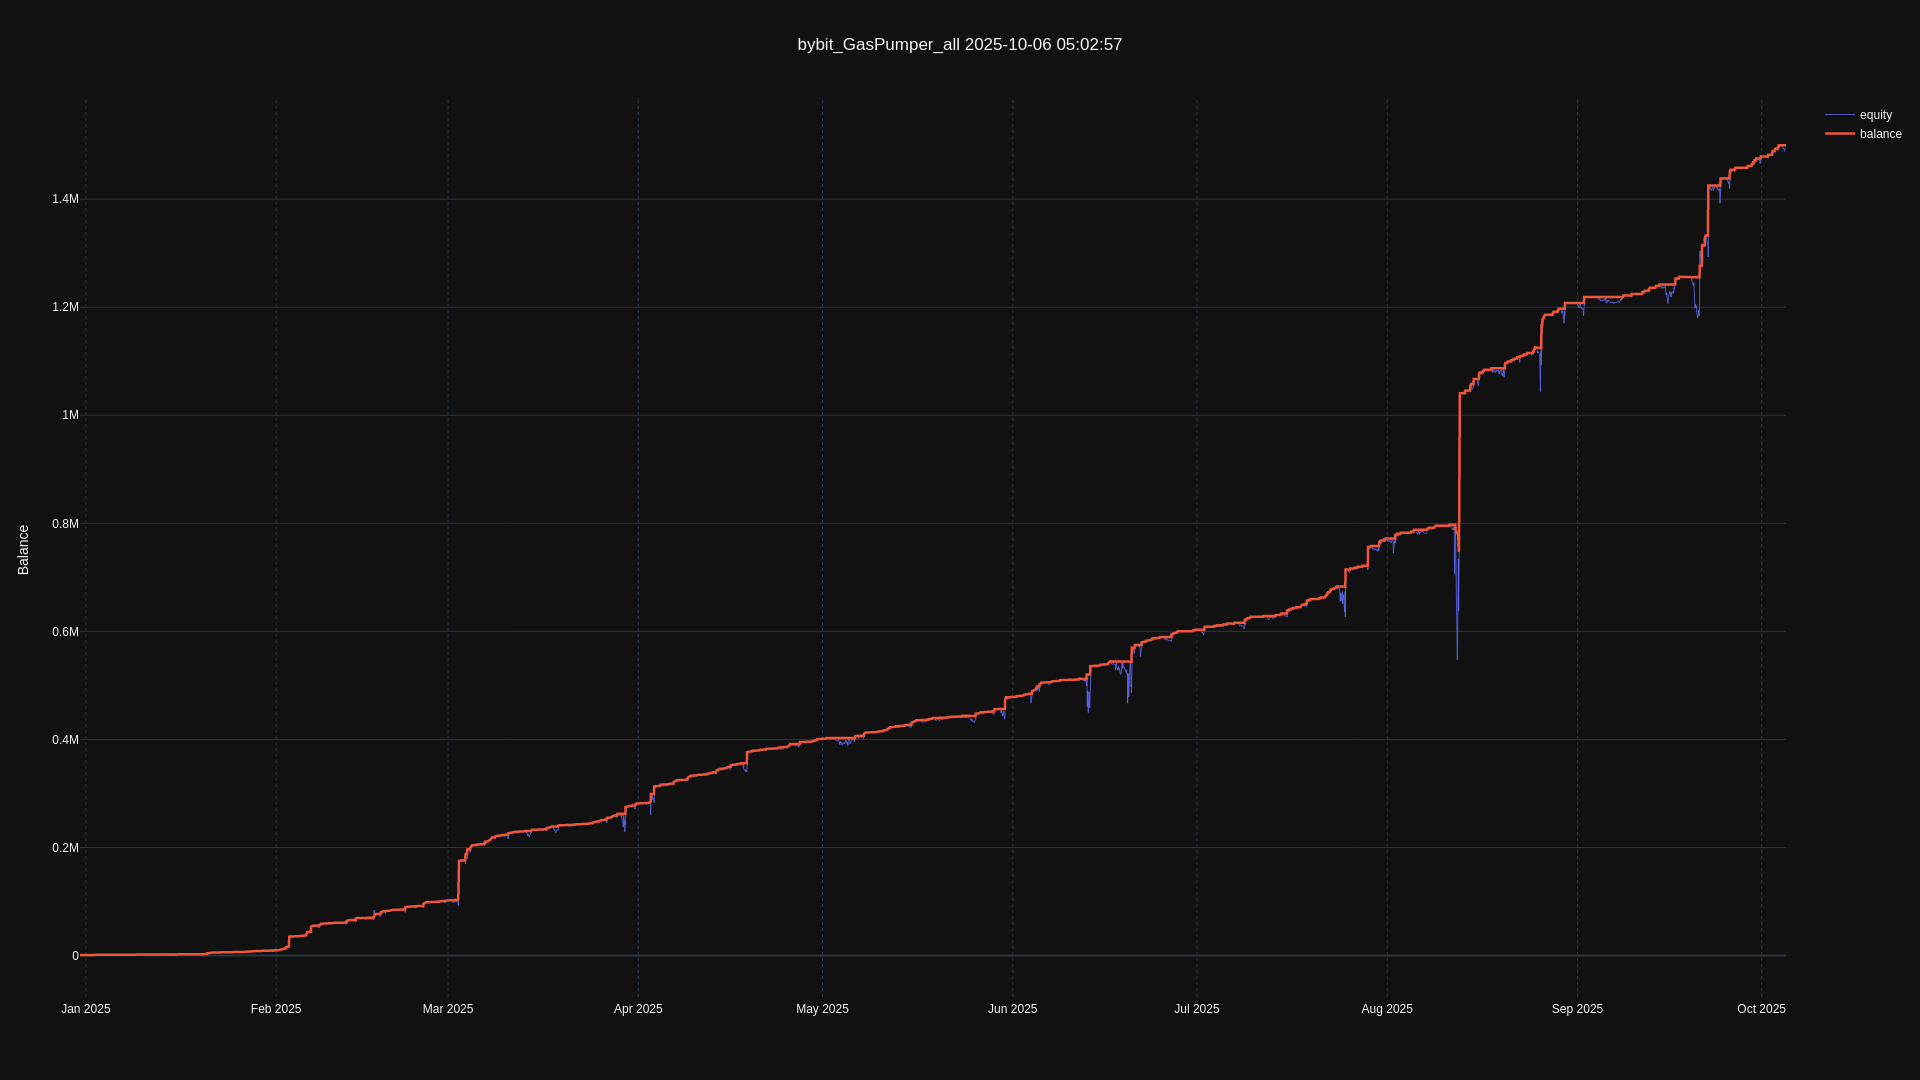 bybit_GasPumper_all 2025-10-06 05:02:57
equity
balance
Balance
1.4M
1.2M
1M
0.8M
0.6M
0.4M
0.2M
0
Jan 2025
Feb 2025
Mar 2025
Apr 2025
May 2025
Jun 2025
Jul 2025
Aug 2025
Sep 2025
Oct 2025